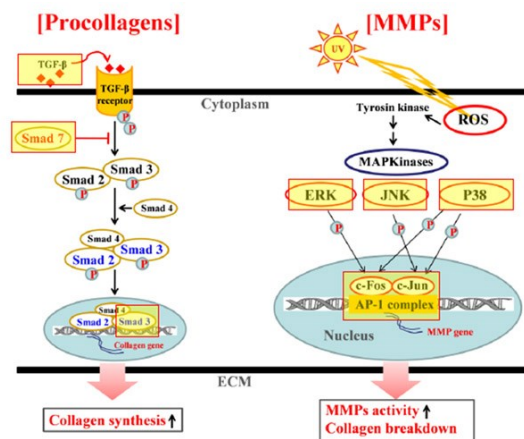 [Procollagens]
[MMPs]
TGF-β
UV
TGF-β
receptor
Cytoplasm
Tyrosin kinase
ROS
P
P
Smad 7
MAPKinases
Smad 3
Smad 2
P
P
ERK
JNK
P38
Smad 4
P
P
P
P
Smad 4
Smad 3
Smad 2
P
P
c-Fos
c-Jun
AP-1 complex
Smad 4
Smad 2
Smad 3
Collagen gene
MMP gene
Nucleus
ECM
Collagen synthesis↑
MMPs activity ↑
Collagen breakdown